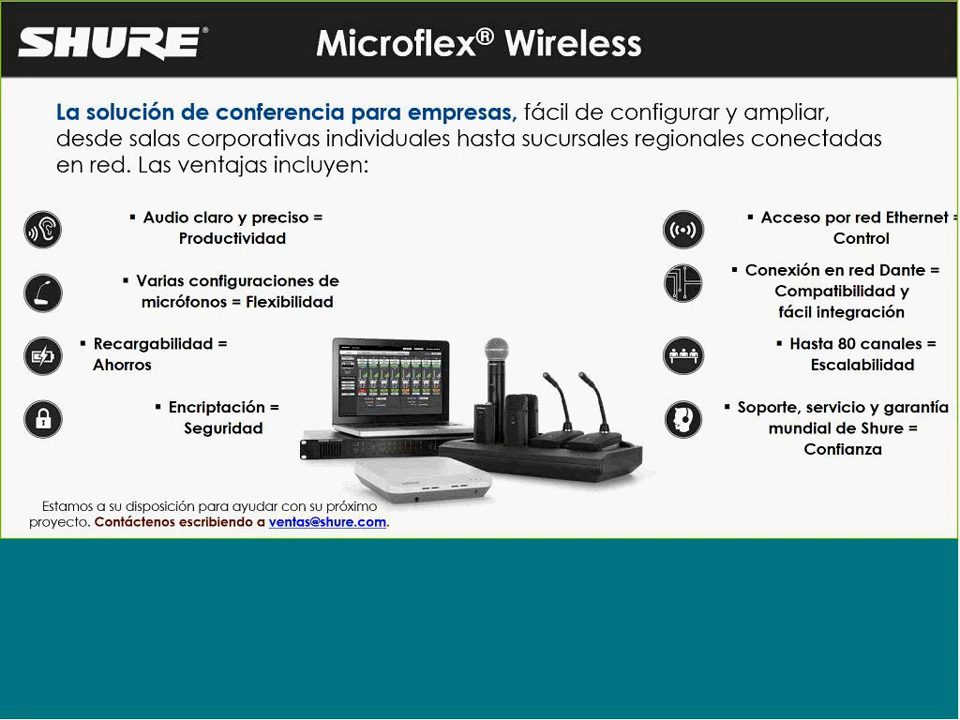 SHURE®
Microflex® Wireless
La solución de conferencia para empresas, fácil de configurar y ampliar,
desde salas corporativas individuales hasta sucursales regionales conectadas
en red. Las ventajas incluyen:
▪ Audio claro y preciso =
Productividad
▪ Varias configuraciones de
micrófonos = Flexibilidad
▪ Recargabilidad =
Ahorros
▪ Encriptación =
Seguridad
▪ Acceso por red Ethernet =
Control
▪ Conexión en red Dante =
Compatibilidad y
fácil integración
▪ Hasta 80 canales =
Escalabilidad
▪ Soporte, servicio y garantía
mundial de Shure =
Confianza
Estamos a su disposición para ayudar con su próximo
proyecto. Contáctenos escribiendo a ventas@shure.com.